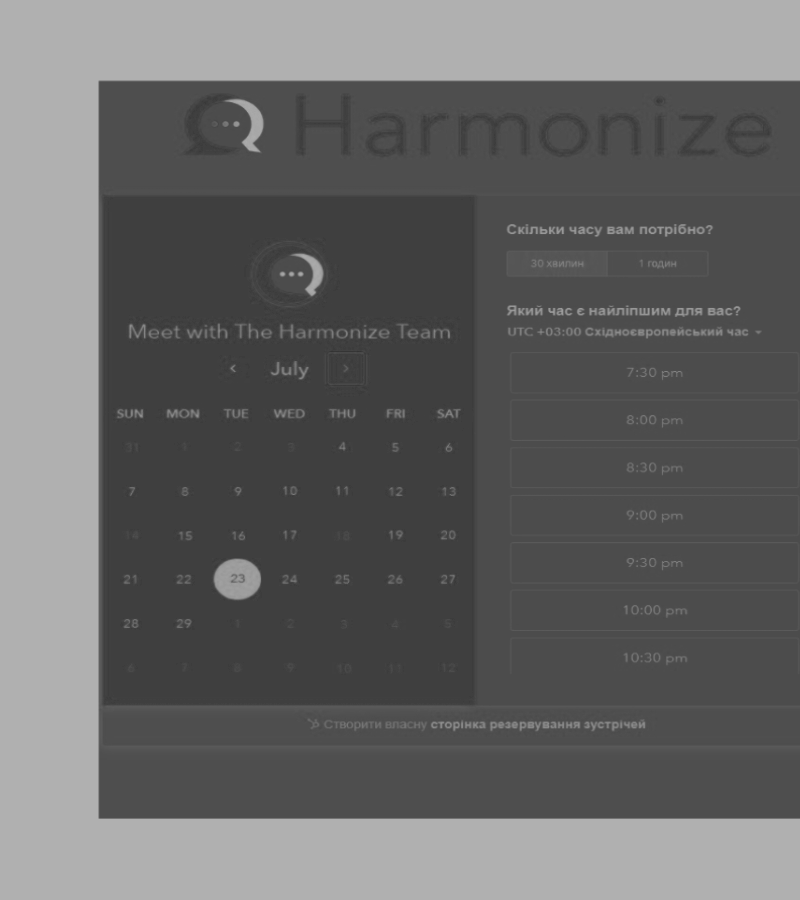 Harmonize
Meet with The Harmonize Team
July
SUN MON TUE WED THU FRI SAT
31 1 2 3 4 5 6
7 8 9 10 11 12 13
14 15 16 17 18 19 20
21 22 23 24 25 26 27
28 29 1 2 3 4 5
6 7 8 9 10 11 12
Скільки часу вам потрібно?
30 хвилин 1 годин
Який час є найліпшим для вас?
UTC +03:00 Східноєвропейський час
7:30 pm
8:00 pm
8:30 pm
9:00 pm
9:30 pm
10:00 pm
10:30 pm
Створити власну сторінка резервування зустрічей